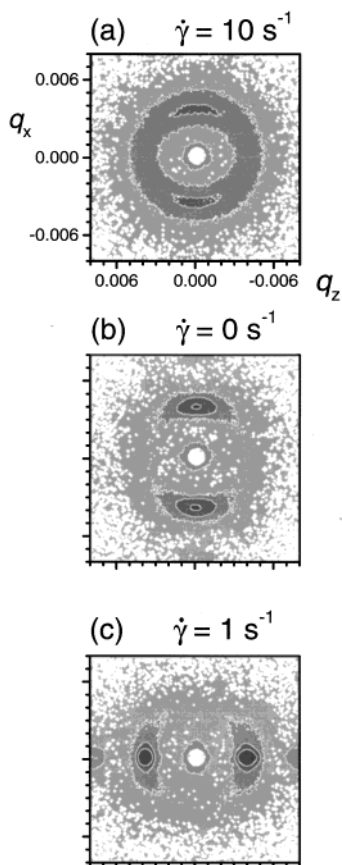 (a) γ̇ = 10 s⁻¹
0.006
qₓ
0.000
-0.006
0.006 0.000 -0.006
q_z
(b) γ̇ = 0 s⁻¹
(c) γ̇ = 1 s⁻¹